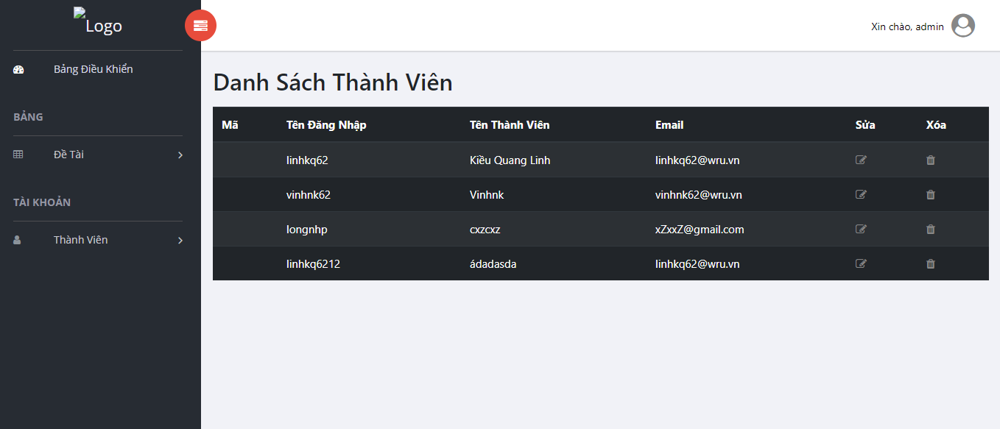 Logo
Xin chào, admin
Bảng Điều Khiển
BẢNG
Đề Tài
TÀI KHOẢN
Thành Viên
Danh Sách Thành Viên
Mã Tên Đăng Nhập Tên Thành Viên Email Sửa Xóa
linhkq62 Kiều Quang Linh linhkq62@wru.vn
vinhnk62 Vinhnk vinhnk62@wru.vn
longnhp cxzcxz xZxxZ@gmail.com
linhkq6212 ádadasda linhkq62@wru.vn